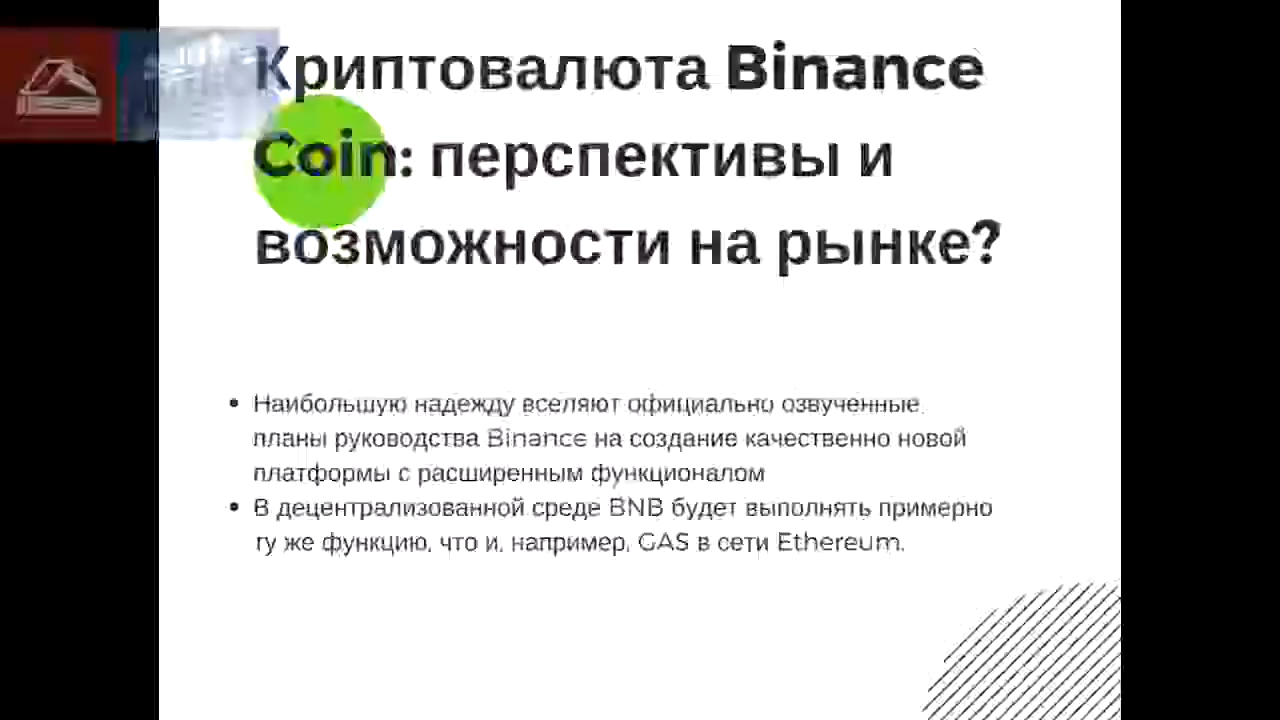 Криптовалюта Binance
Coin: перспективы и
возможности на рынке?
• Наибольшую надежду вселяют официально озвученные
планы руководства Binance на создание качественно новой
платформы с расширенным функционалом
• В децентрализованной среде BNB будет выполнять примерно
ту же функцию, что и, например, GAS в сети Ethereum.